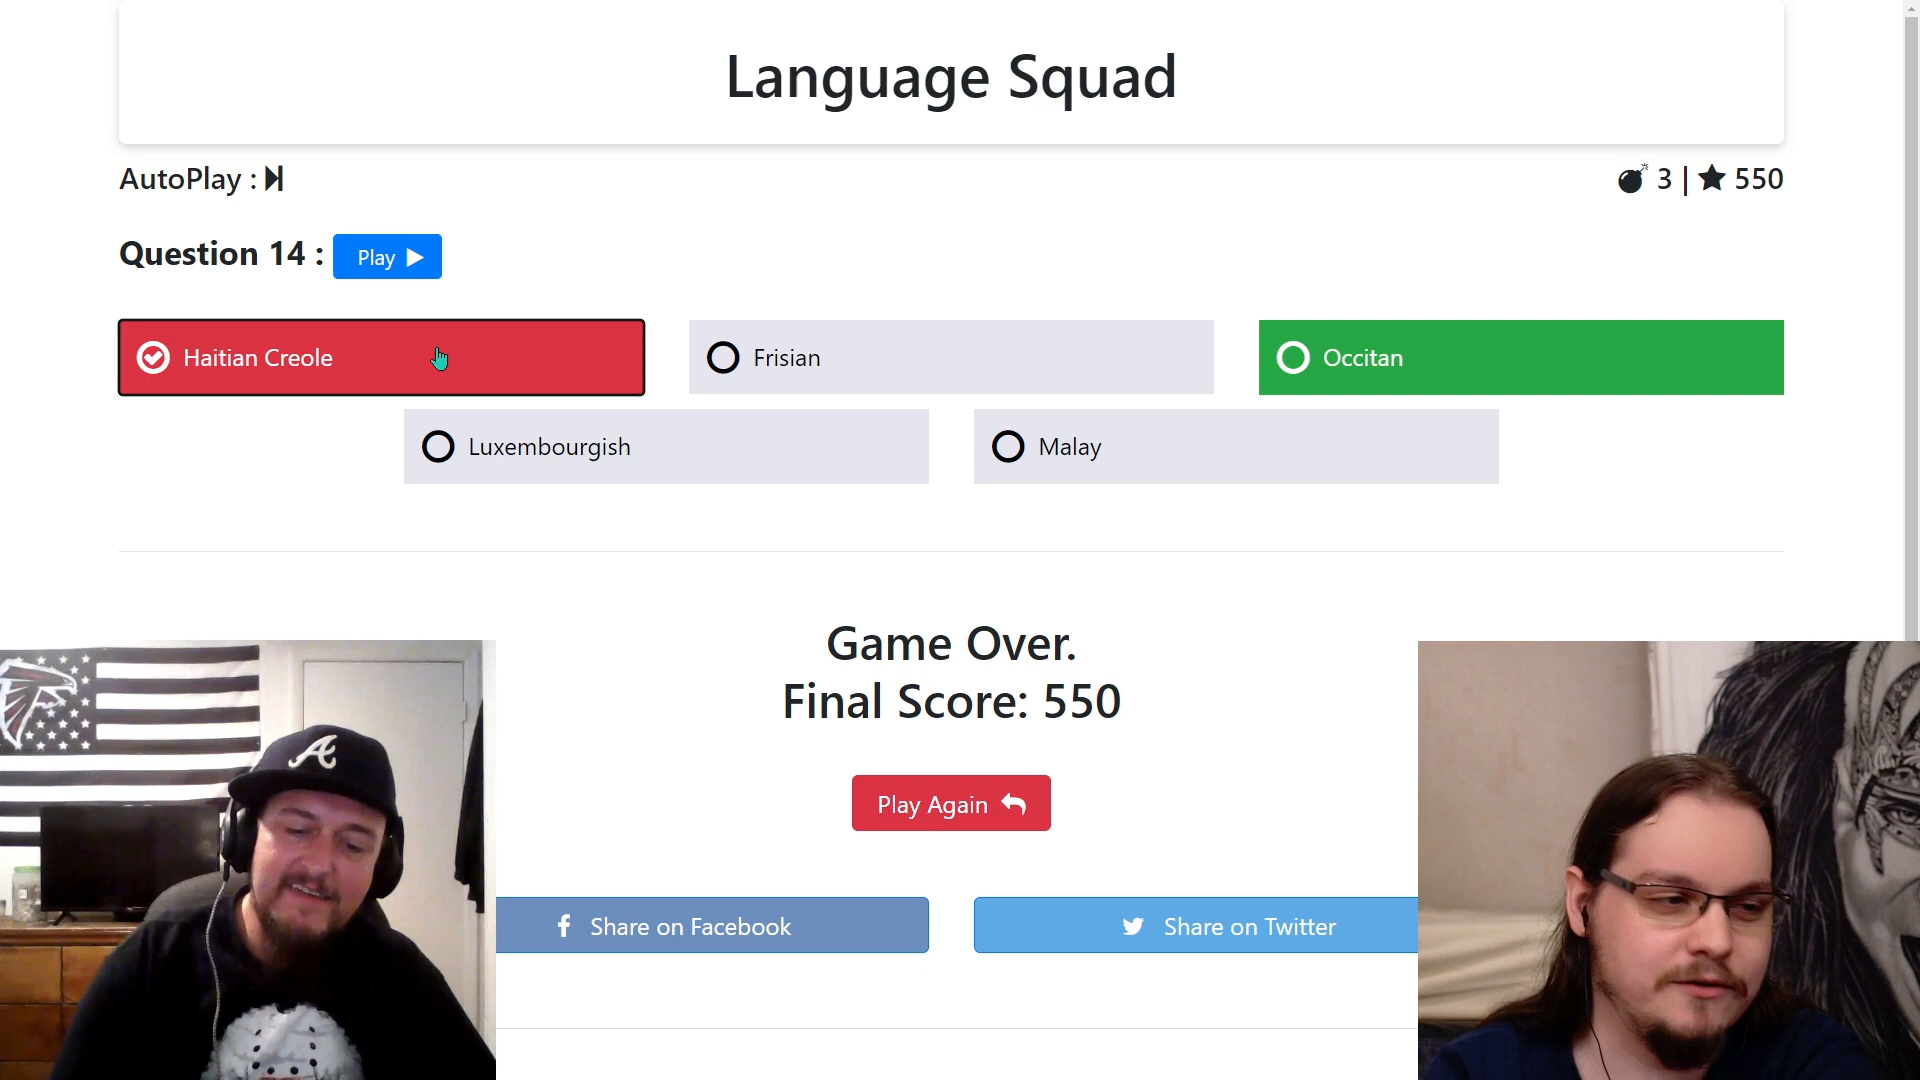 Language Squad
AutoPlay :
3 | 550
Question 14 :
Play
Haitian Creole
Frisian
Occitan
Luxembourgish
Malay
Game Over.
Final Score: 550
Play Again
Share on Facebook
Share on Twitter
A